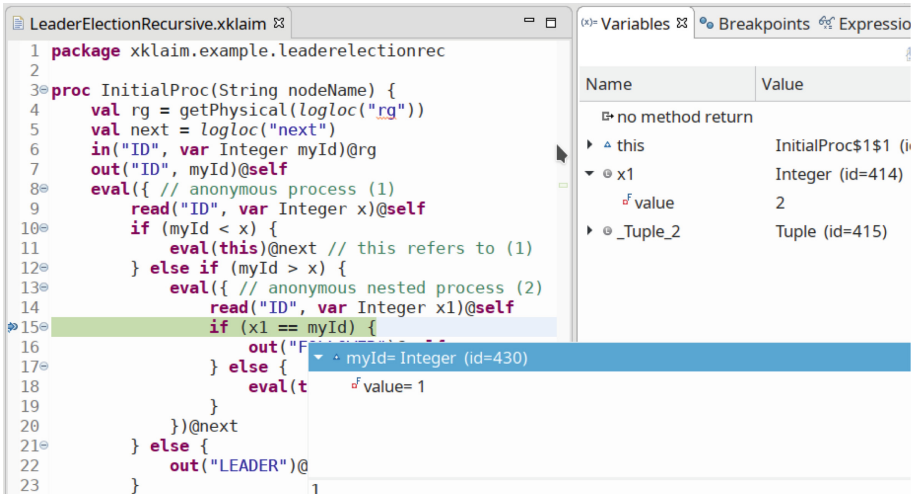 LeaderElectionRecursive.xklaim
1 package xklaim.example.leaderelectionrec
2
3 proc InitialProc(String nodeName) {
4 val rg = getPhysical(logloc("rg"))
5 val next = logloc("next")
6 in("ID", var Integer myId)@rg
7 out("ID", myId)@self
8 eval({ // anonymous process (1)
9 read("ID", var Integer x)@self
10 if (myId < x) {
11 eval(this)@next // this refers to (1)
12 } else if (myId > x) {
13 eval({ // anonymous nested process (2)
14 read("ID", var Integer x1)@self
15 if (x1 == myId) {
16 out("F
17 } else {
18 eval(t
19 }
20 })@next
21 } else {
22 out("LEADER")@
23 }
myId= Integer (id=430)
value= 1
1
(x)= Variables Breakpoints Expressio
Name Value
no method return
this InitialProc$1$1 (i
x1 Integer (id=414)
value 2
_Tuple_2 Tuple (id=415)